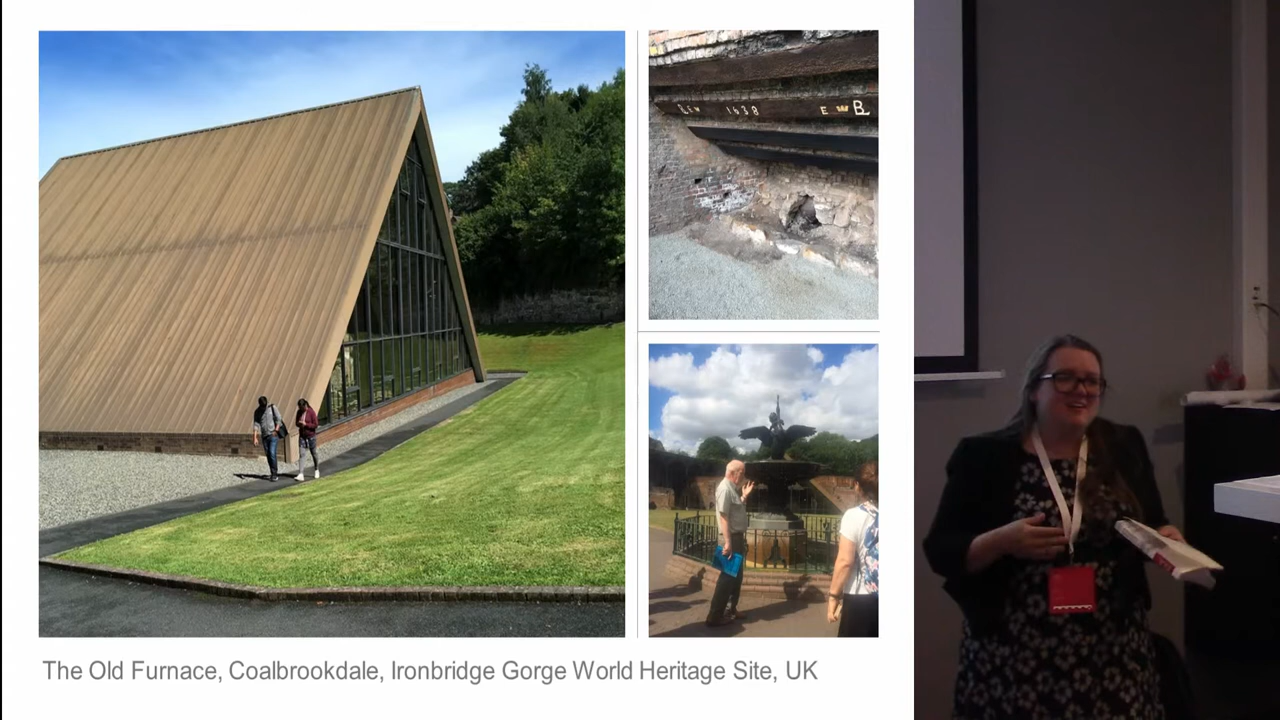 1638
E B
The Old Furnace, Coalbrookdale, Ironbridge Gorge World Heritage Site, UK